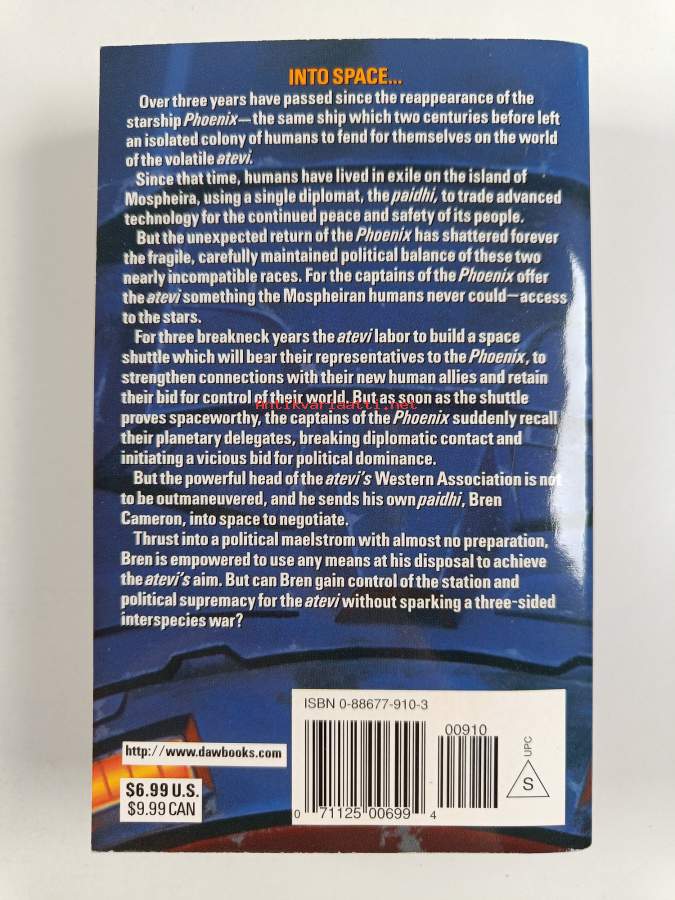 INTO SPACE...
Over three years have passed since the reappearance of the
starship Phoenix—the same ship which two centuries before left
an isolated colony of humans to fend for themselves on the world
of the volatile atevi.
Since that time, humans have lived in exile on the island of
Mospheira, using a single diplomat, the paidhi, to trade advanced
technology for the continued peace and safety of its people.
But the unexpected return of the Phoenix has shattered forever
the fragile, carefully maintained political balance of these two
nearly incompatible races. For the captains of the Phoenix offer
the atevi something the Mospheiran humans never could—access
to the stars.
For three breakneck years the atevi labor to build a space
shuttle which will bear their representatives to the Phoenix, to
strengthen connections with their new human allies and retain
their bid for control of their world. But as soon as the shuttle
Antikvariaatti.net
proves spaceworthy, the captains of the Phoenix suddenly recall
their planetary delegates, breaking diplomatic contact and
initiating a vicious bid for political dominance.
But the powerful head of the atevi's Western Association is not
to be outmaneuvered, and he sends his own paidhi, Bren
Cameron, into space to negotiate.
Thrust into a political maelstrom with almost no preparation,
Bren is empowered to use any means at his disposal to achieve
the atevi's aim. But can Bren gain control of the station and
political supremacy for the atevi without sparking a three-sided
interspecies war?
ISBN 0-88677-910-3
00910
UPC
S
http://www.dawbooks.com
$6.99 U.S.
$9.99 CAN
0 71125 00699 4